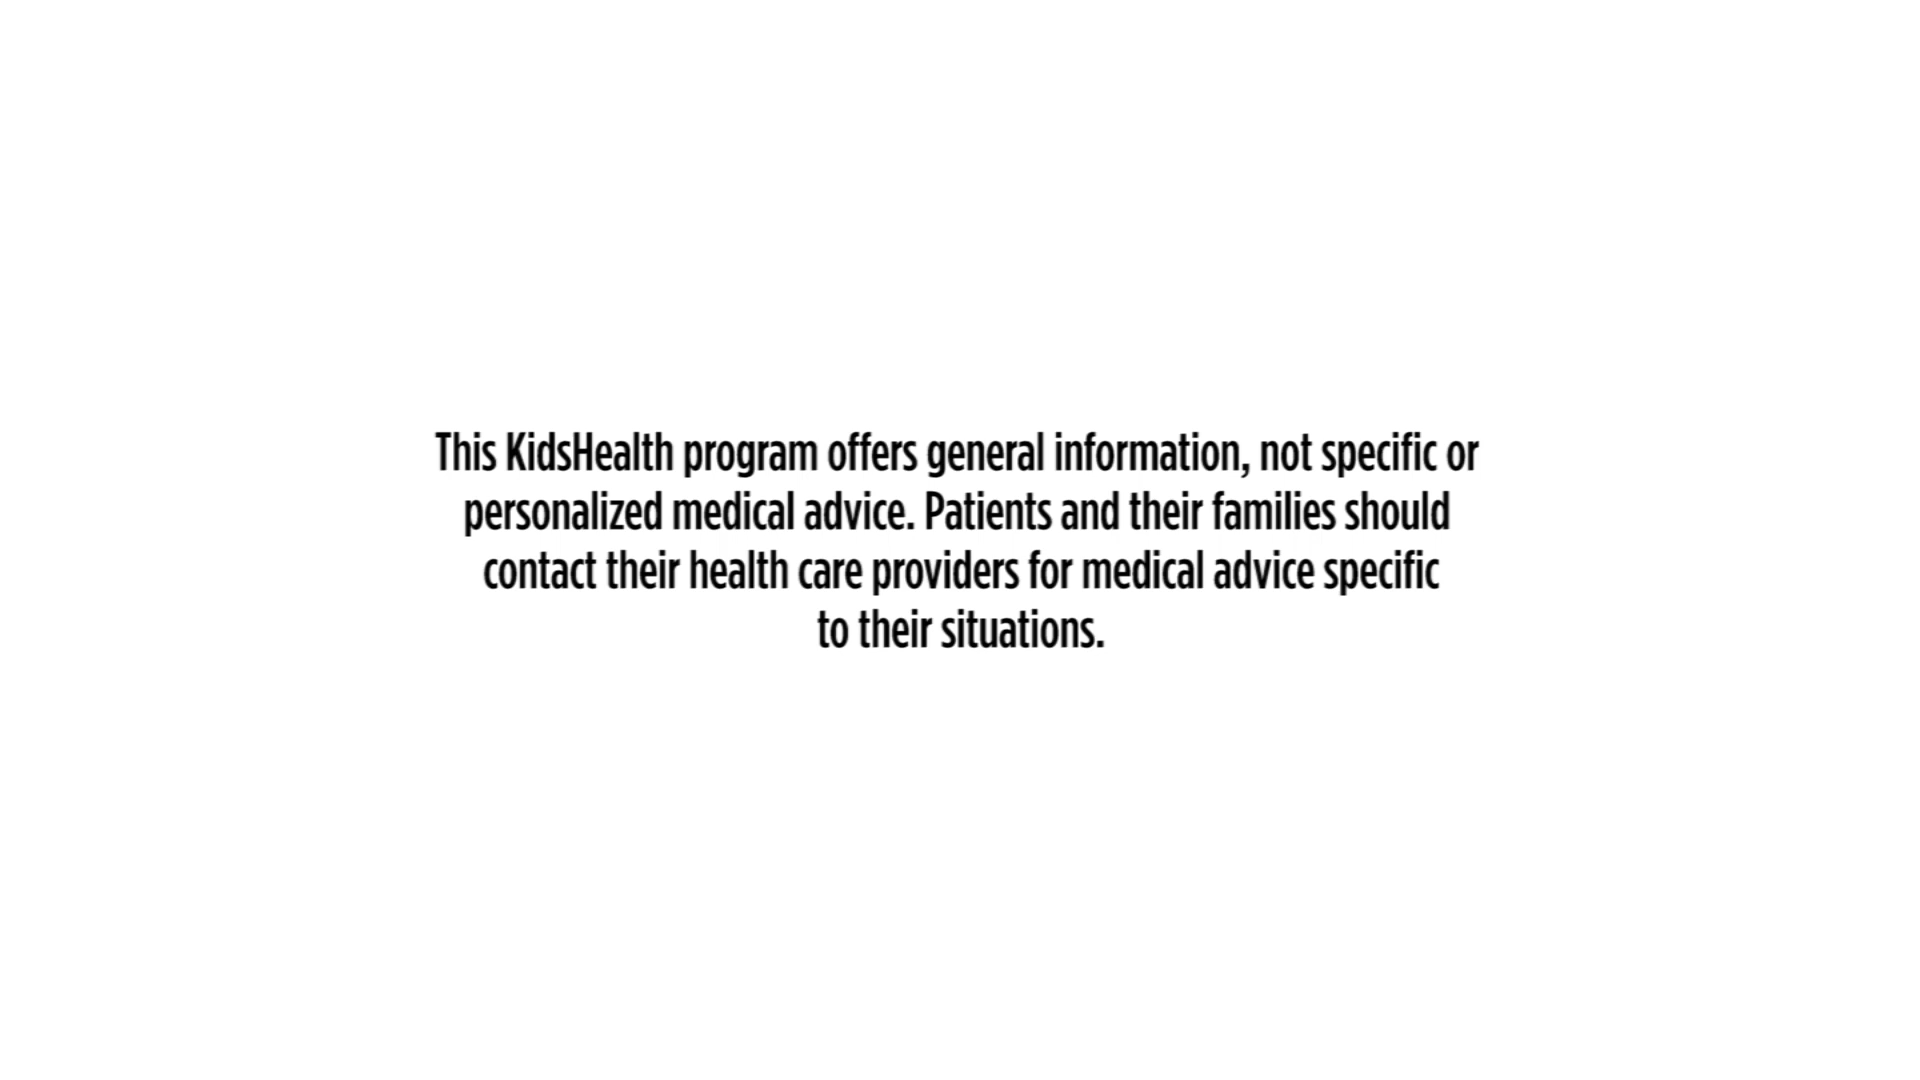 This KidsHealth program offers general information, not specific or
personalized medical advice. Patients and their families should
contact their health care providers for medical advice specific
to their situations.